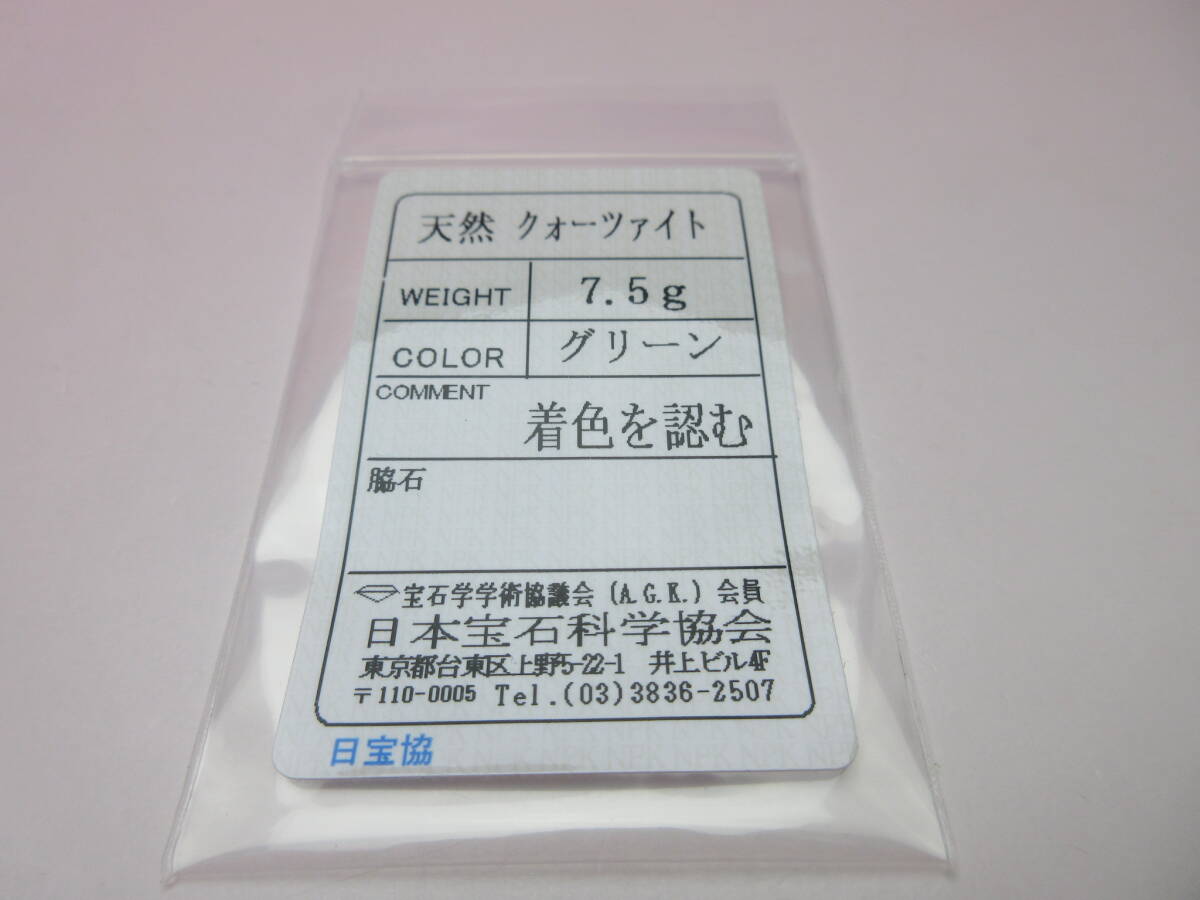 天然 クォーツァイト
WEIGHT 7.5g
COLOR グリーン
COMMENT
着色を認む
脇石
宝石学学術協議会 (A.G.K.) 会員
日本宝石科学協会
東京都台東区上野5-22-1 井上ビル4F
〒110-0005 Tel.(03)3836-2507
日宝協